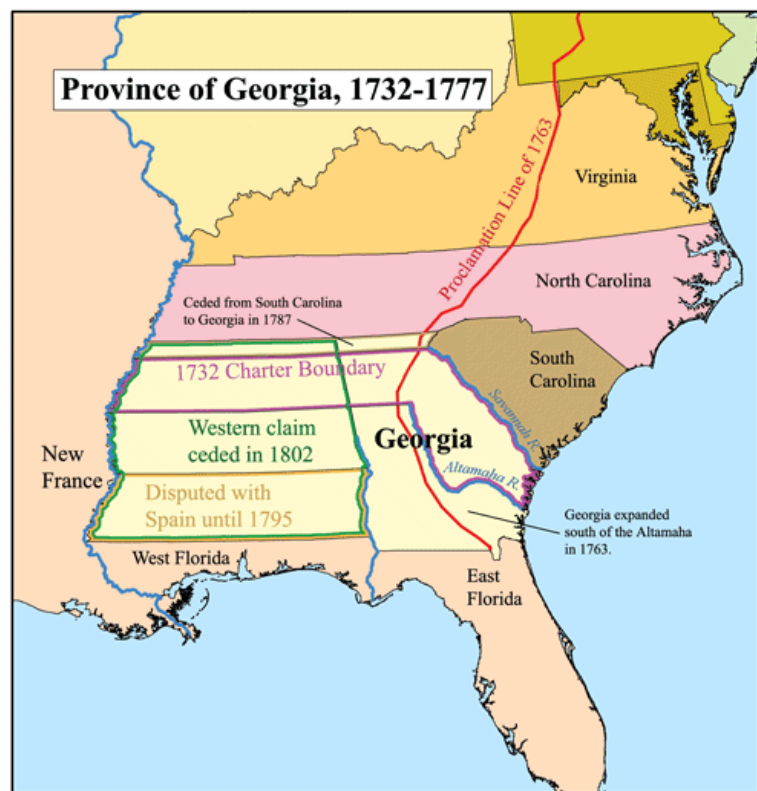 Province of Georgia, 1732-1777
Proclamation Line of 1763
Virginia
North Carolina
Ceded from South Carolina
to Georgia in 1787
South
Carolina
1732 Charter Boundary
Savannah R.
New
France
Western claim
ceded in 1802
Georgia
Altamaha R.
Disputed with
Spain until 1795
Georgia expanded
south of the Altamaha
in 1763.
West Florida
East
Florida